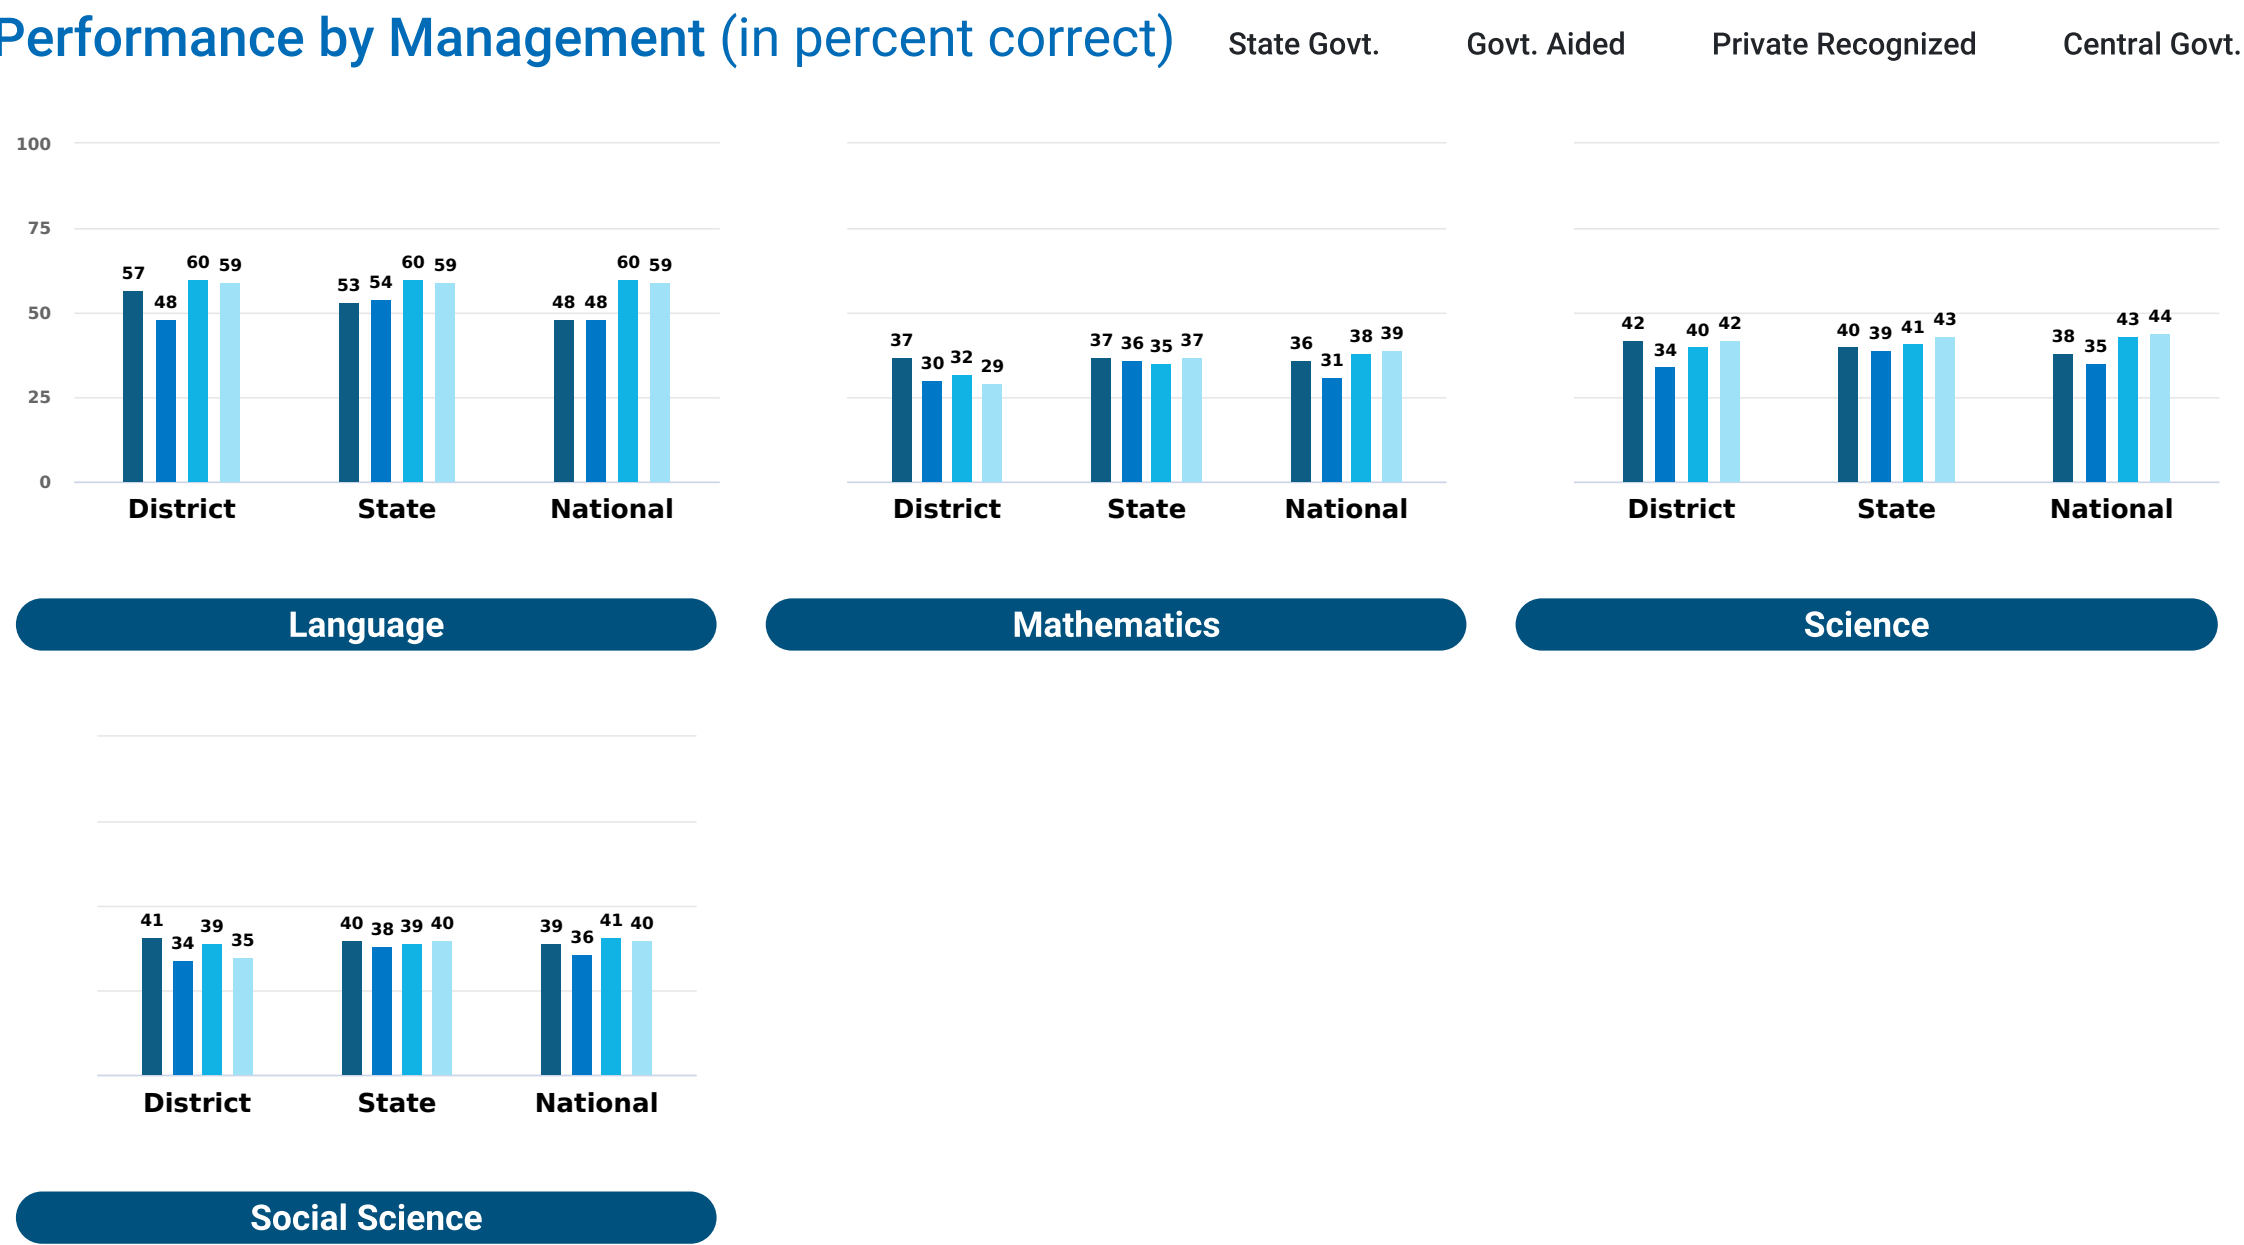 Performance by Management (in percent correct) State Govt. Govt. Aided Private Recognized Central Govt.
100
75
50
25
0
57 48 60 59 53 54 60 59 48 48 60 59
District State National
Language
37 30 32 29 37 36 35 37 36 31 38 39
District State National
Mathematics
42 34 40 42 40 39 41 43 38 35 43 44
District State National
Science
41 34 39 35 40 38 39 40 39 36 41 40
District State National
Social Science